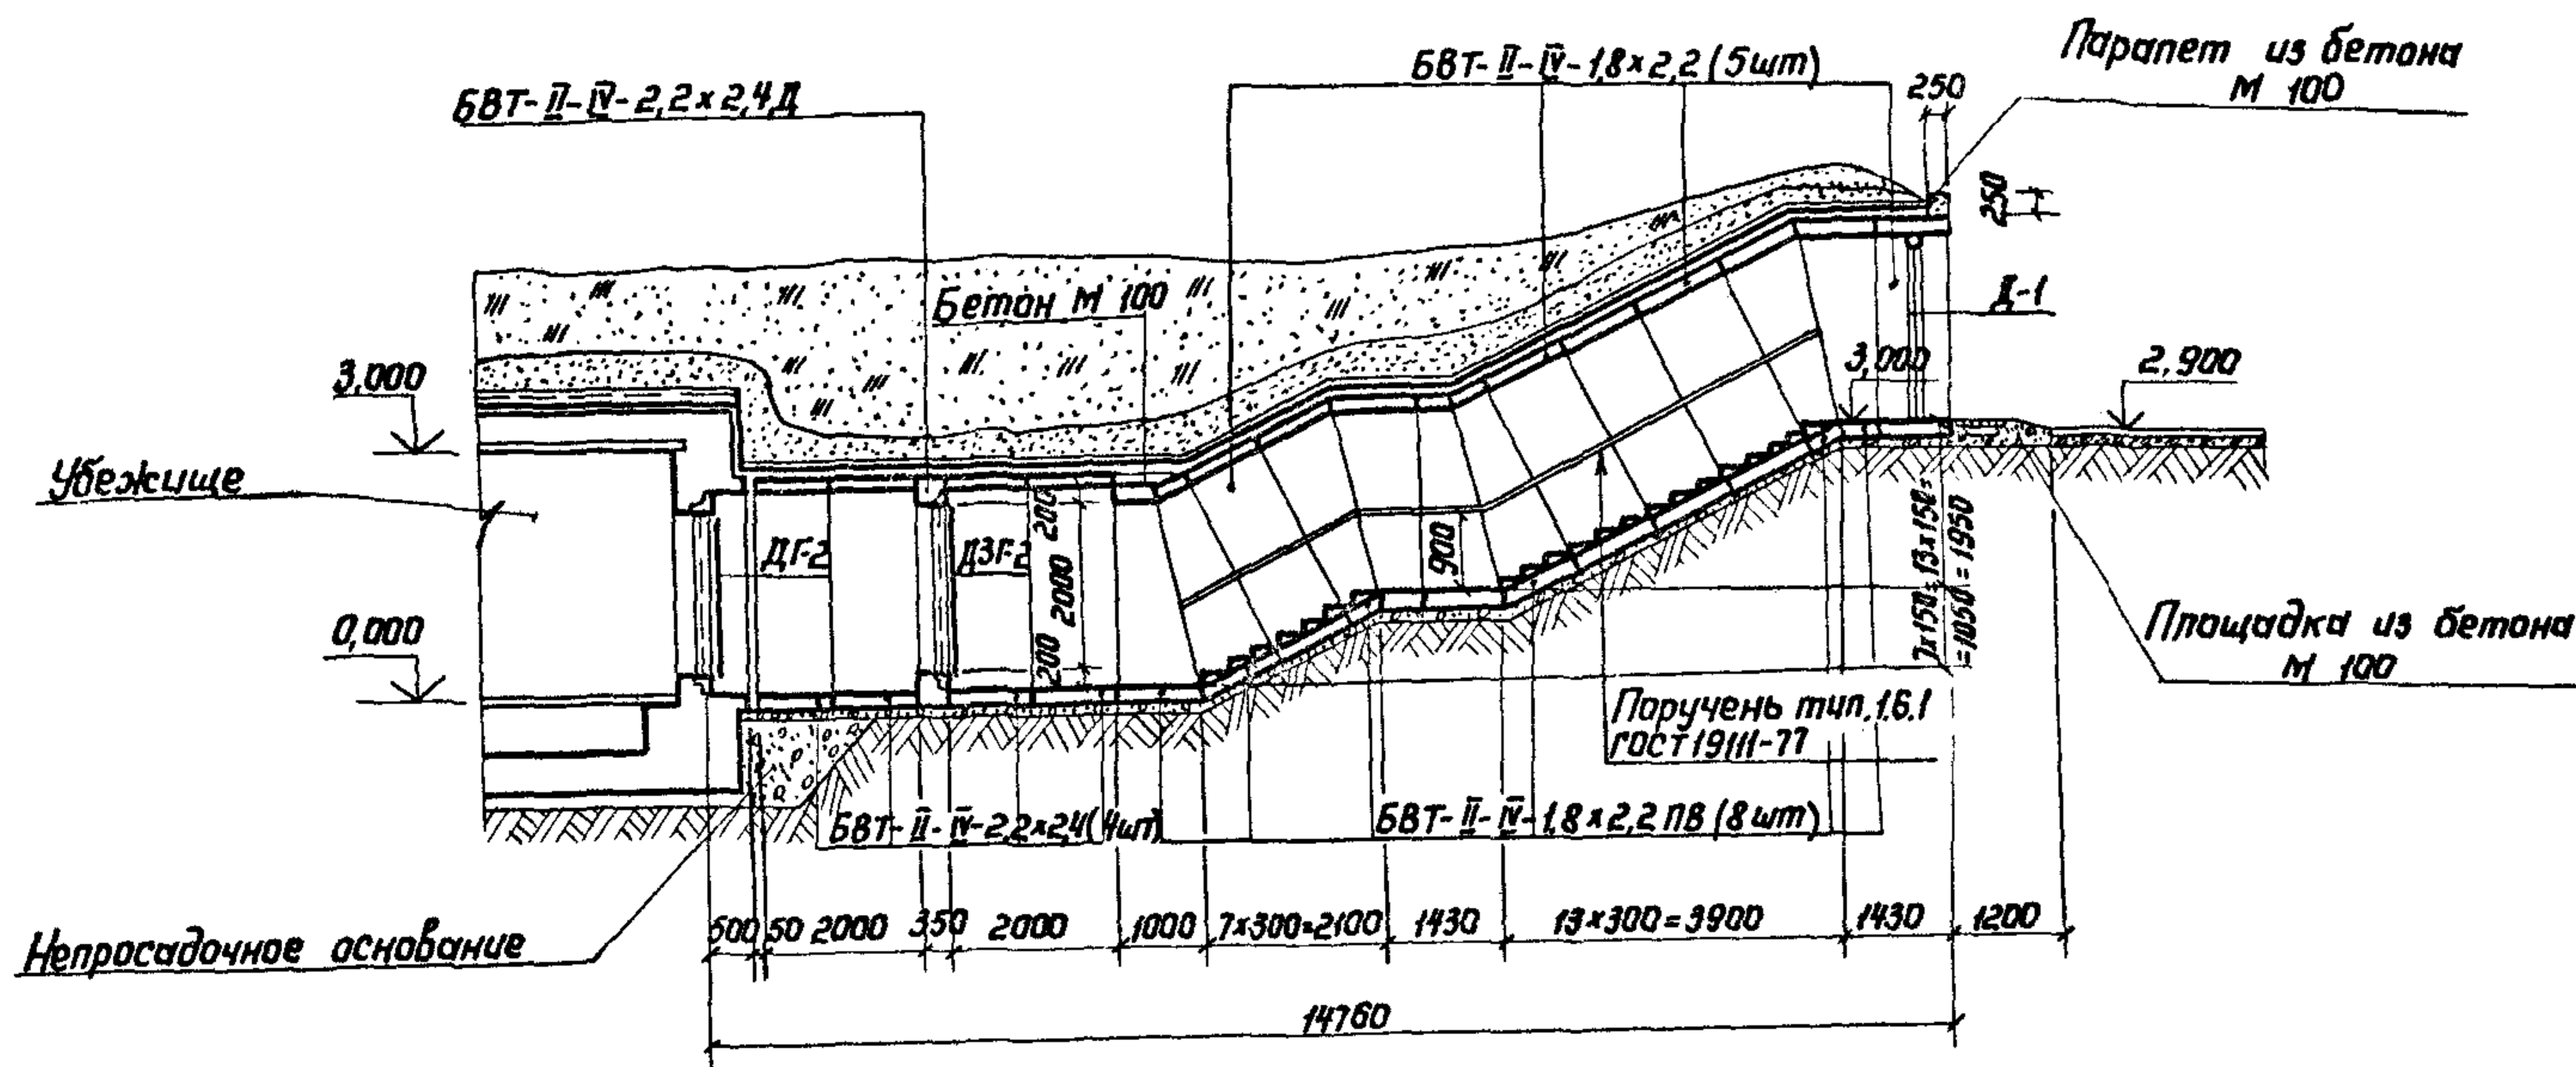 Парапет из бетона
М 100
БВТ-II-IV-1,8×2,2 (5шт)
250
БВТ-II-IV-2,2×2,4Д
250
Бетон М 100
Д-1
3,000
3,000
2,900
Убежище
ДГ-2
ДЗГ-2
200 2000 200
900
7×150=
=1050
13×150=
=1950
0,000
Площадка из бетона
М 100
Поручень тип.1.6.1
гост 19111-77
БВТ-II-IV-2,2×2,4(4шт)
БВТ-II-IV-1,8×2,2 ПВ (8шт)
Непросадочное основание
500 50 2000 350 2000 1000 7×300=2100 1430 13×300=3900 1430 1200
14760